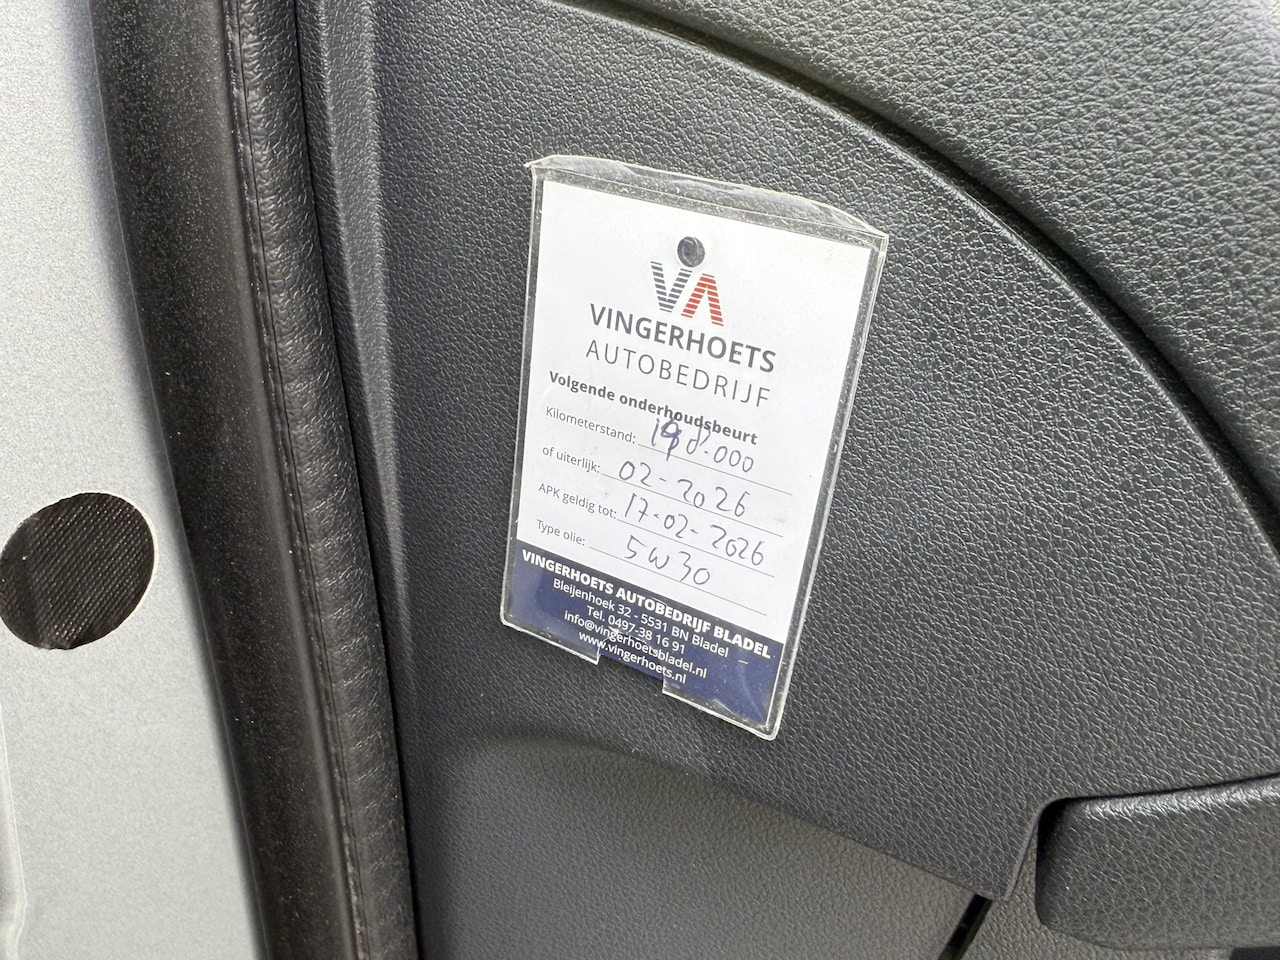 VA
VINGERHOETS
AUTOBEDRIJF
Volgende onderhoudsbeurt
Kilometerstand: 198.000
of uiterlijk: 02-2026
APK geldig tot: 17-02-2026
Type olie: 5W30
VINGERHOETS AUTOBEDRIJF BLADEL
Bleijenhoek 32 - 5531 BN Bladel
Tel. 0497-38 16 91
info@vingerhoetsbladel.nl
www.vingerhoets.nl